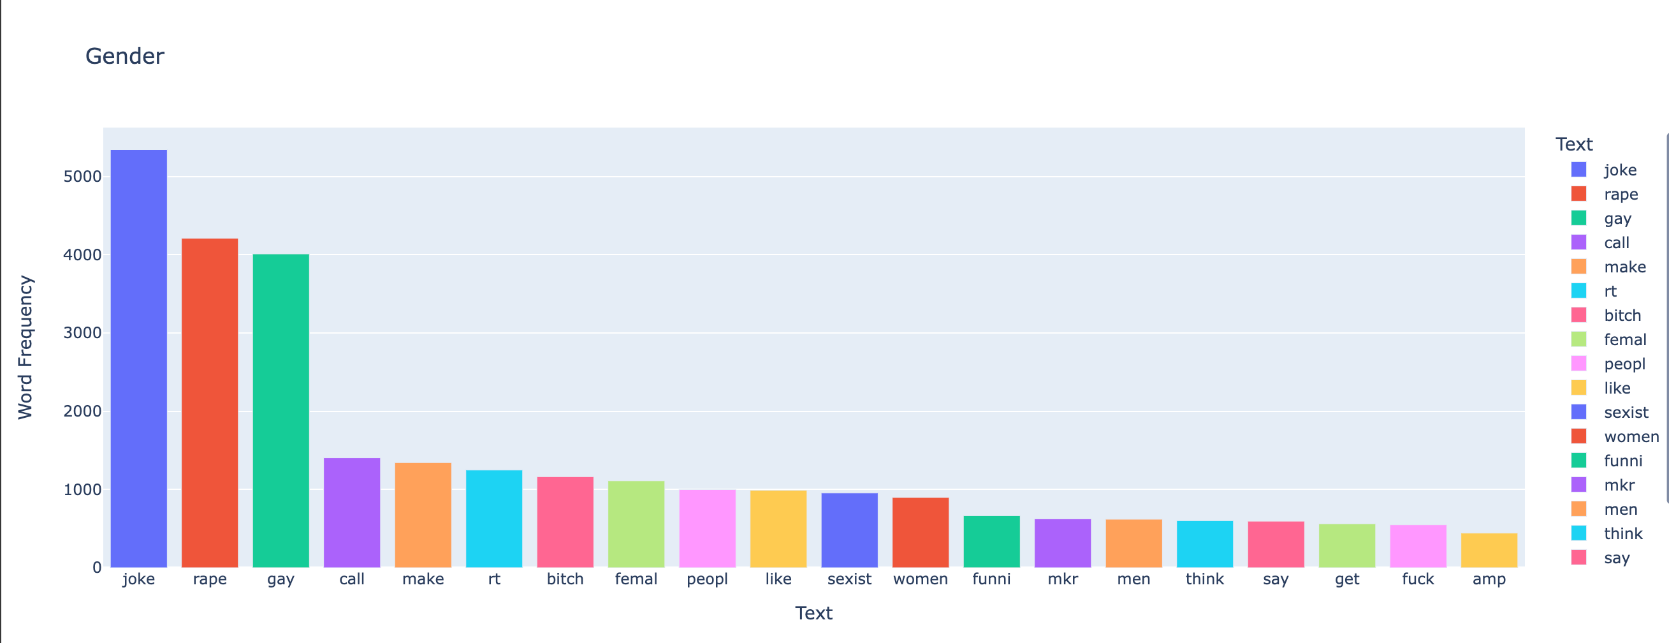 Gender
Word Frequency
5000
4000
3000
2000
1000
0
joke rape gay call make rt bitch femal peopl like sexist women funni mkr men think say get fuck amp
Text
Text
joke
rape
gay
call
make
rt
bitch
femal
peopl
like
sexist
women
funni
mkr
men
think
say